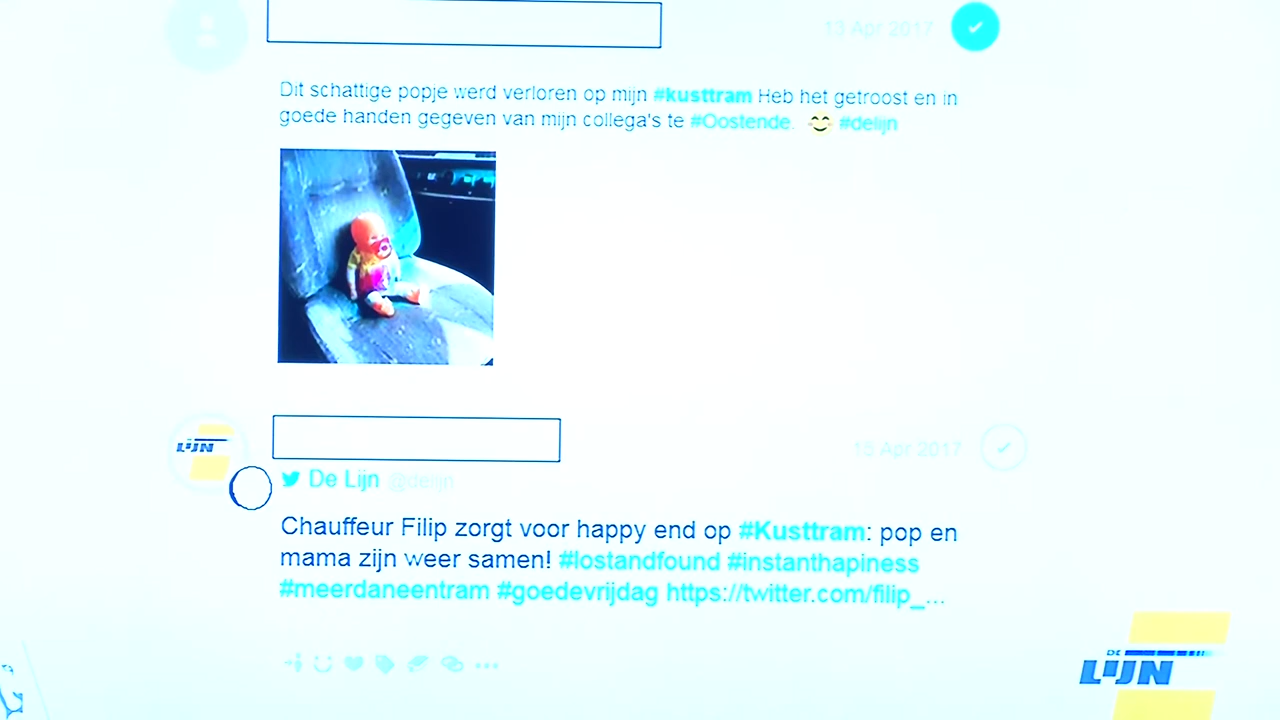 13 Apr 2017
Dit schattige popje werd verloren op mijn #kusttram Heb het getroost en in
goede handen gegeven van mijn collega's te #Oostende. #delijn
LIJN
15 Apr 2017
De Lijn @delijn
Chauffeur Filip zorgt voor happy end op #Kusttram: pop en
mama zijn weer samen! #lostandfound #instanthapiness
#meerdaneentram #goedevrijdag https://twitter.com/filip_...
DE
LIJN